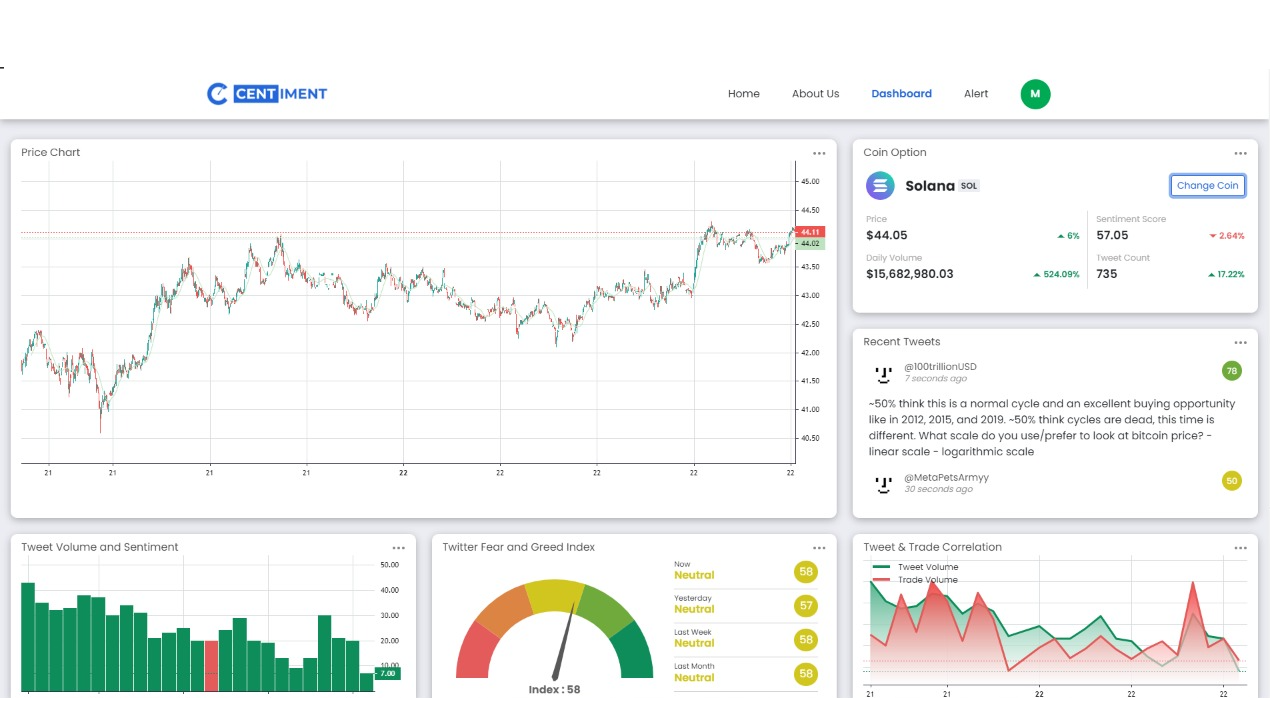 CENTIMENT
Home About Us Dashboard Alert M
Price Chart
45.00
44.50
44.11
44.02
43.50
43.00
42.50
42.00
41.50
41.00
40.50
21 21 21 21 22 22 22 22 22
Coin Option
Solana SOL
Change Coin
Price Sentiment Score
$44.05 6% 57.05 2.64%
Daily Volume Tweet Count
$15,682,980.03 524.09% 735 17.22%
Recent Tweets
@100trillionUSD
7 seconds ago
78
~50% think this is a normal cycle and an excellent buying opportunity
like in 2012, 2015, and 2019. ~50% think cycles are dead, this time is
different. What scale do you use/prefer to look at bitcoin price? -
linear scale - logarithmic scale
@MetaPetsArmyy
30 seconds ago
50
Tweet Volume and Sentiment
50.00
40.00
30.00
20.00
10.00
7.00
Twitter Fear and Greed Index
Index : 58
Now
Neutral 58
Yesterday
Neutral 57
Last Week
Neutral 58
Last Month
Neutral 58
Tweet & Trade Correlation
Tweet Volume
Trade Volume
21 21 22 22 22